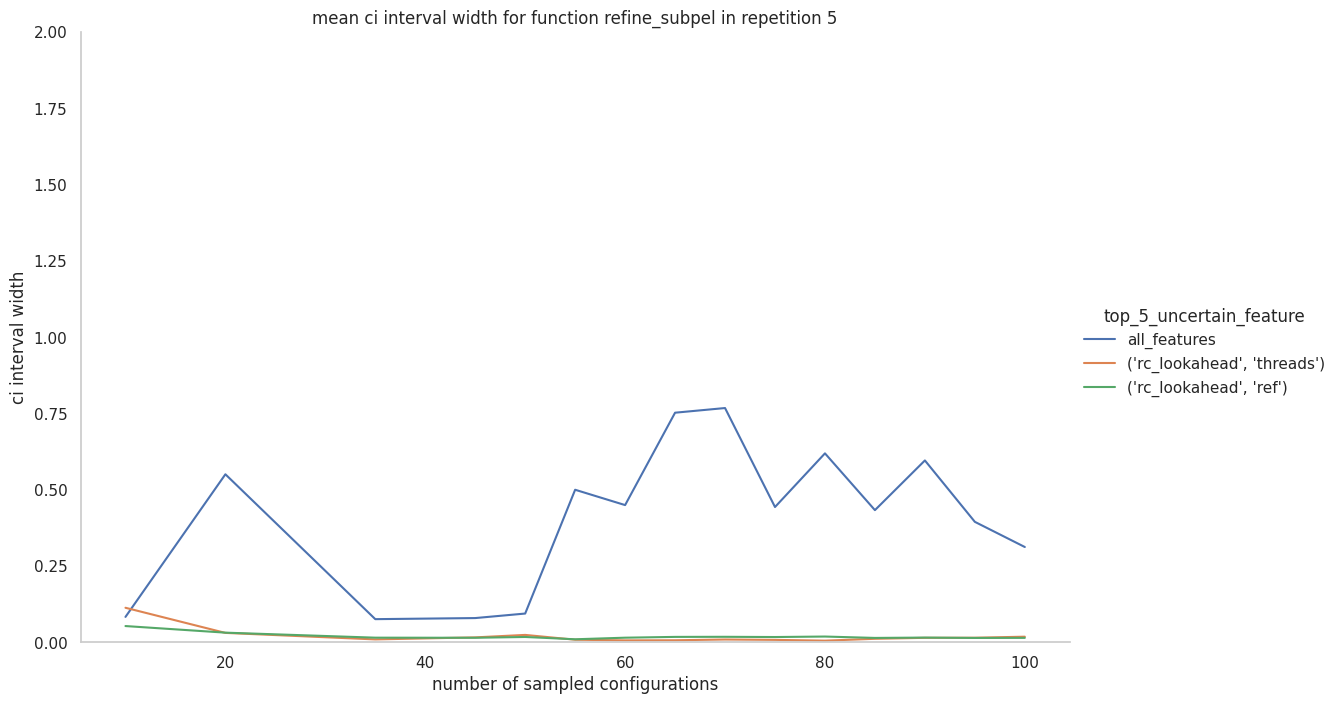 mean ci interval width for function refine_subpel in repetition 5
2.00
1.75
1.50
1.25
1.00
0.75
0.50
0.25
0.00
ci interval width
20
40
60
80
100
number of sampled configurations
top_5_uncertain_feature
all_features
('rc_lookahead', 'threads')
('rc_lookahead', 'ref')